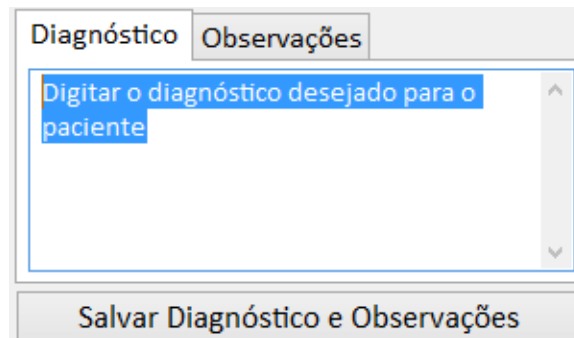 Diagnóstico Observações
Digitar o diagnóstico desejado para o
paciente
Salvar Diagnóstico e Observações